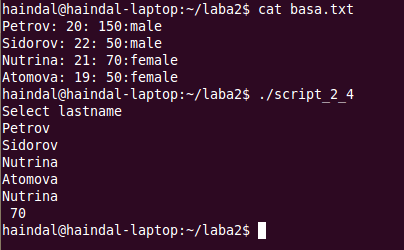 haindal@haindal-laptop:~/laba2$ cat basa.txt
Petrov: 20: 150:male
Sidorov: 22: 50:male
Nutrina: 21: 70:female
Atomova: 19: 50:female
haindal@haindal-laptop:~/laba2$ ./script_2_4
Select lastname
Petrov
Sidorov
Nutrina
Atomova
Nutrina
 70
haindal@haindal-laptop:~/laba2$